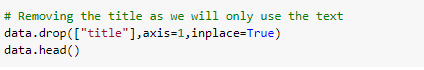 # Removing the title as we will only use the text
data.drop(["title"],axis=1,inplace=True)
data.head()